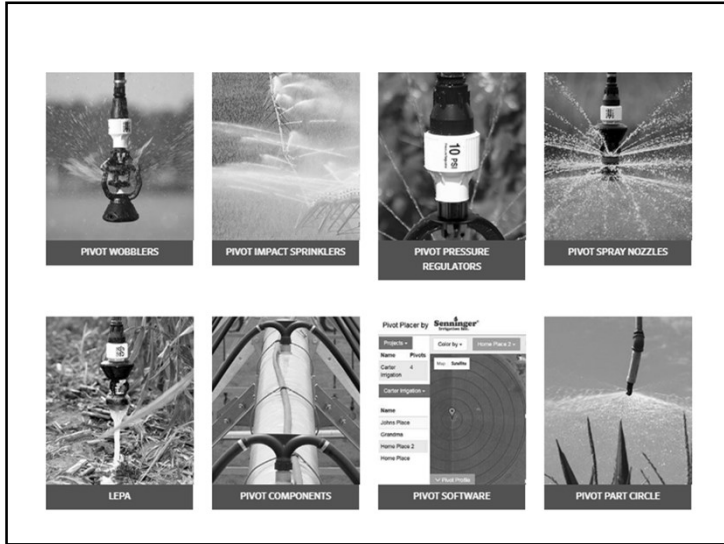 10 PSI
PIVOT WOBBLERS
PIVOT IMPACT SPRINKLERS
PIVOT PRESSURE
REGULATORS
PIVOT SPRAY NOZZLES
Pivot Placer by Senninger
Irrigation Inc.
Projects
Color by
Home Place 2
Name Pivots
Carter
Irrigation 4
Map Satellite
Carter Irrigation
Name
Johns Place
Grandma
Home Place 2
Home Place
Pivot Profile
LEPA
PIVOT COMPONENTS
PIVOT SOFTWARE
PIVOT PART CIRCLE